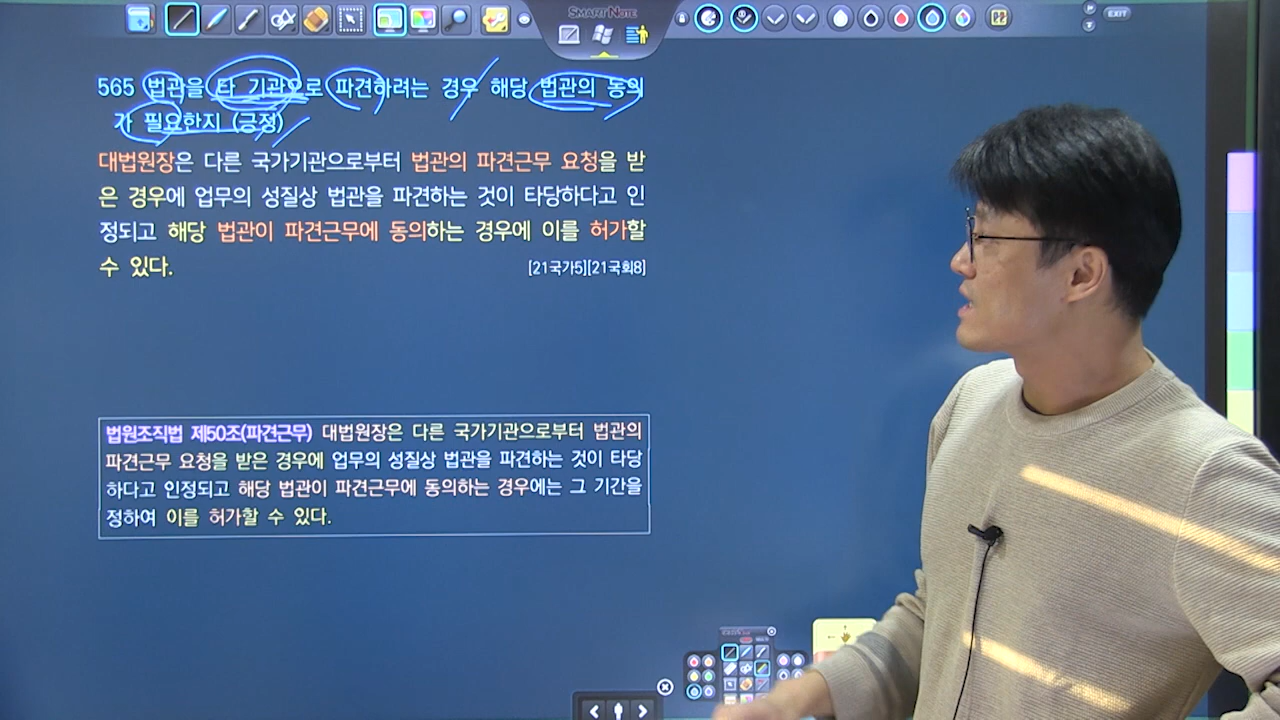 SMART NOTE
EXIT
565 법관을 타 기관으로 파견하려는 경우 해당 법관의 동의
가 필요한지 (긍정)
대법원장은 다른 국가기관으로부터 법관의 파견근무 요청을 받
은 경우에 업무의 성질상 법관을 파견하는 것이 타당하다고 인
정되고 해당 법관이 파견근무에 동의하는 경우에 이를 허가할
수 있다. [21국가5][21국회8]
법원조직법 제50조(파견근무) 대법원장은 다른 국가기관으로부터 법관의
파견근무 요청을 받은 경우에 업무의 성질상 법관을 파견하는 것이 타당
하다고 인정되고 해당 법관이 파견근무에 동의하는 경우에는 그 기간을
정하여 이를 허가할 수 있다.